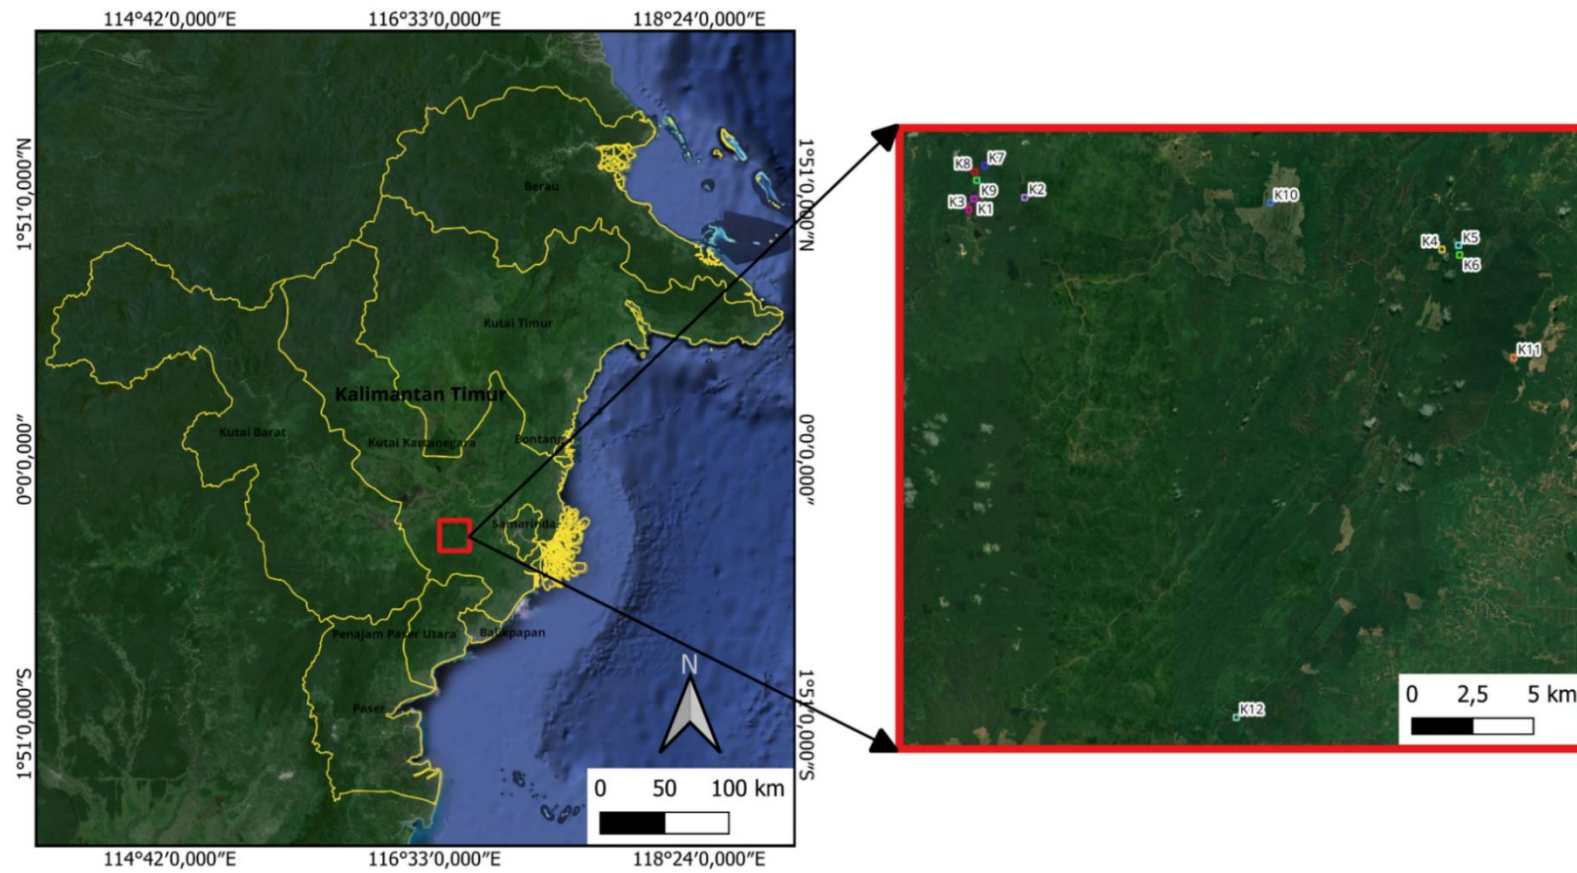 114°42′0,000″E 116°33′0,000″E 118°24′0,000″E
1°51′0,000″N
0°0′0,000″
1°51′0,000″S
Berau
Kutai Timur
Kalimantan Timur
Kutai Barat
Kutai Kartanegara
Bontang
Samarinda
Penajam Paser Utara
Balikpapan
Paser
N
0 50 100 km
1°51′0,000″N
0°0′0,000″
1°51′0,000″S
114°42′0,000″E 116°33′0,000″E 118°24′0,000″E
K8 K7
K9 K2
K3 K1
K10
K4 K5
K6
K11
K12
0 2,5 5 km